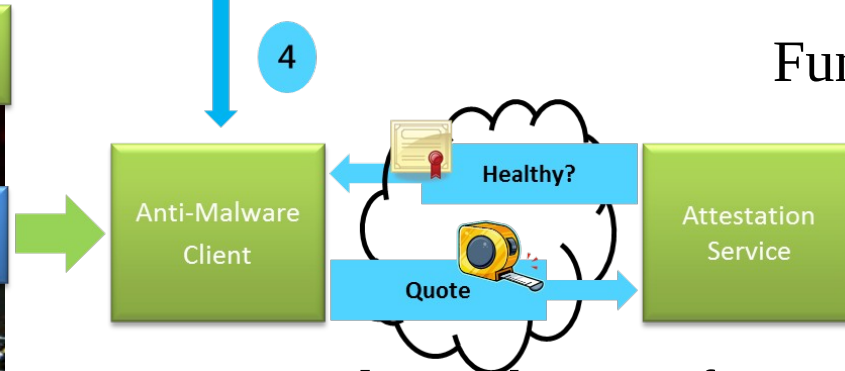 4
Fur
Healthy?
Anti-Malware
Client
Attestation
Service
Quote